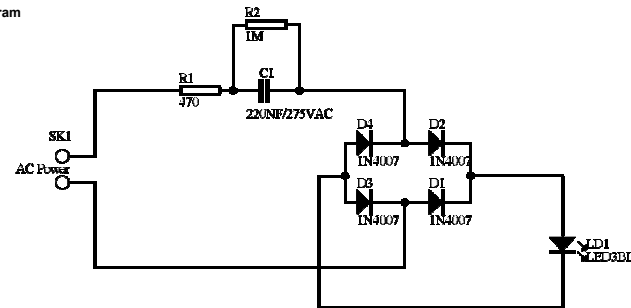 ram
R2
1M
R1
470
C1
220NF/275VAC
SK1
AC Power
D4
1N4007
D2
1N4007
D3
1N4007
D1
1N4007
LD1
LED3BL